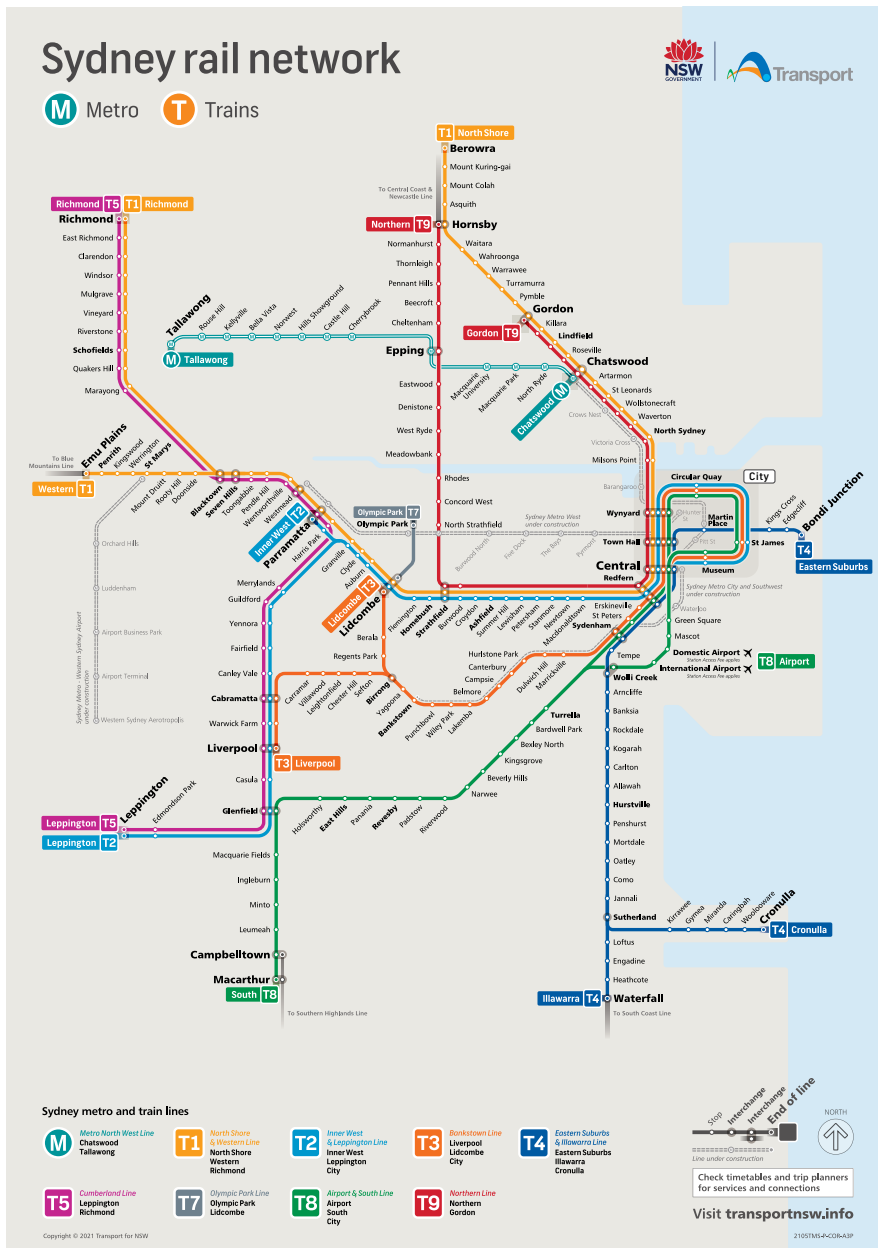 Sydney rail network
M Metro
T Trains
NSW
GOVERNMENT
Transport
T1 North Shore
Berowra
Mount Kuring-gai
Mount Colah
Asquith
To Central Coast &
Newcastle Line
Northern T9
Hornsby
Richmond T5
T1 Richmond
Richmond
East Richmond
Clarendon
Windsor
Mulgrave
Vineyard
Riverstone
Schofields
Quakers Hill
Marayong
Normanhurst
Thornleigh
Pennant Hills
Beecroft
Cheltenham
Epping
Eastwood
Denistone
West Ryde
Meadowbank
Rhodes
Concord West
North Strathfield
Waitara
Wahroonga
Warrawee
Turramurra
Pymble
Gordon
Gordon T9
Killara
Lindfield
Roseville
Chatswood
Artarmon
St Leonards
Wollstonecraft
Waverton
North Sydney
Milsons Point
Tallawong
M Tallawong
Rouse Hill
Kellyville
Bella Vista
Norwest
Hills Showground
Castle Hill
Cherrybrook
Macquarie
University
Macquarie Park
North Ryde
Chatswood M
Crows Nest
Victoria Cross
Barangaroo
Emu Plains
To Blue
Mountains Line
Western T1
Penrith
Kingswood
Werrington
St Marys
Mount Druitt
Rooty Hill
Doonside
Blacktown
Seven Hills
Toongabbie
Pendle Hill
Wentworthville
Westmead
Inner West T2
Parramatta
Harris Park
Granville
Clyde
Auburn
Lidcombe T3
Lidcombe
Olympic Park T7
Olympic Park
Orchard Hills
Luddenham
Airport Business Park
Airport Terminal
Western Sydney Aerotropolis
Sydney Metro - Western Sydney Airport
under construction
Sydney Metro West
under construction
Burwood North
Five Dock
The Bays
Pyrmont
Circular Quay
City
Wynyard
Hunter
St
Martin
Place
Kings Cross
Edgecliff
Bondi Junction
T4
Eastern Suburbs
Town Hall
Pitt St
St James
Central
Museum
Redfern
Sydney Metro City and Southwest
under construction
Waterloo
Green Square
Mascot
Domestic Airport
Station Access Fee applies
International Airport
Station Access Fee applies
T8 Airport
Flemington
Homebush
Strathfield
Burwood
Croydon
Ashfield
Summer Hill
Lewisham
Petersham
Stanmore
Newtown
Macdonaldtown
Erskineville
St Peters
Sydenham
Merrylands
Guildford
Yennora
Fairfield
Canley Vale
Cabramatta
Warwick Farm
Liverpool
T3 Liverpool
Casula
Glenfield
Berala
Regents Park
Carramar
Villawood
Leightonfield
Chester Hill
Sefton
Birrong
Yagoona
Bankstown
Punchbowl
Wiley Park
Lakemba
Belmore
Campsie
Canterbury
Hurlstone Park
Dulwich Hill
Marrickville
Leppington
Edmondson Park
Leppington T5
Leppington T2
Holsworthy
East Hills
Panania
Revesby
Padstow
Riverwood
Narwee
Beverly Hills
Kingsgrove
Bexley North
Bardwell Park
Turrella
Tempe
Wolli Creek
Arncliffe
Banksia
Rockdale
Kogarah
Carlton
Allawah
Hurstville
Penshurst
Mortdale
Oatley
Como
Jannali
Sutherland
Kirrawee
Gymea
Miranda
Caringbah
Woolooware
Cronulla
T4 Cronulla
Loftus
Engadine
Heathcote
Illawarra T4
Waterfall
To South Coast Line
Macquarie Fields
Ingleburn
Minto
Leumeah
Campbelltown
Macarthur
South T8
To Southern Highlands Line
Sydney metro and train lines
M
Metro North West Line
Chatswood
Tallawong
T1
North Shore
& Western Line
North Shore
Western
Richmond
T2
Inner West
& Leppington Line
Inner West
Leppington
City
T3
Bankstown Line
Liverpool
Lidcombe
City
T4
Eastern Suburbs
& Illawarra Line
Eastern Suburbs
Illawarra
Cronulla
T5
Cumberland Line
Leppington
Richmond
T7
Olympic Park Line
Olympic Park
Lidcombe
T8
Airport & South Line
Airport
South
City
T9
Northern Line
Northern
Gordon
Stop
Interchange
Interchange
End of line
Line under construction
NORTH
Check timetables and trip planners
for services and connections
Visit transportnsw.info
Copyright © 2021 Transport for NSW
210STMS-P-COR-A3P